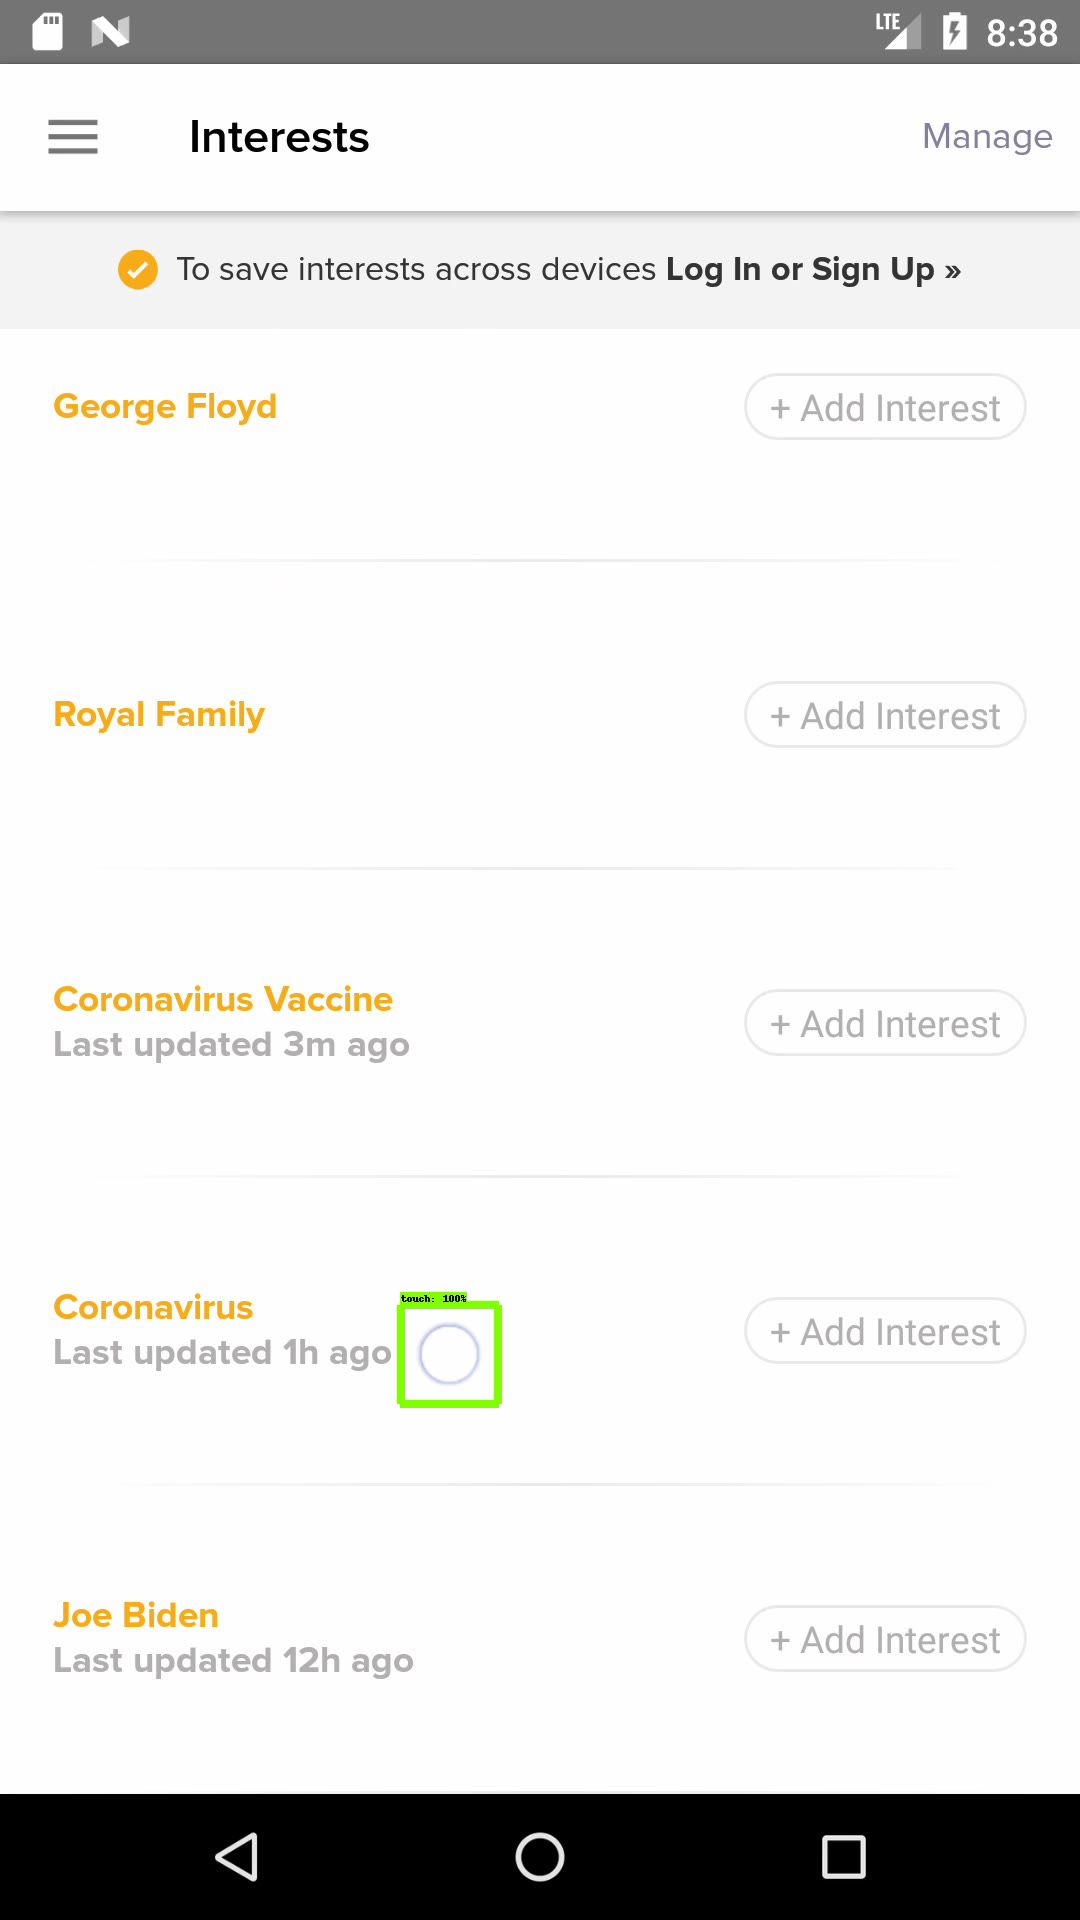 LTE 8:38
Interests Manage
To save interests across devices Log In or Sign Up »
George Floyd + Add Interest
Royal Family + Add Interest
Coronavirus Vaccine
Last updated 3m ago + Add Interest
touch: 100%
Coronavirus
Last updated 1h ago + Add Interest
Joe Biden
Last updated 12h ago + Add Interest